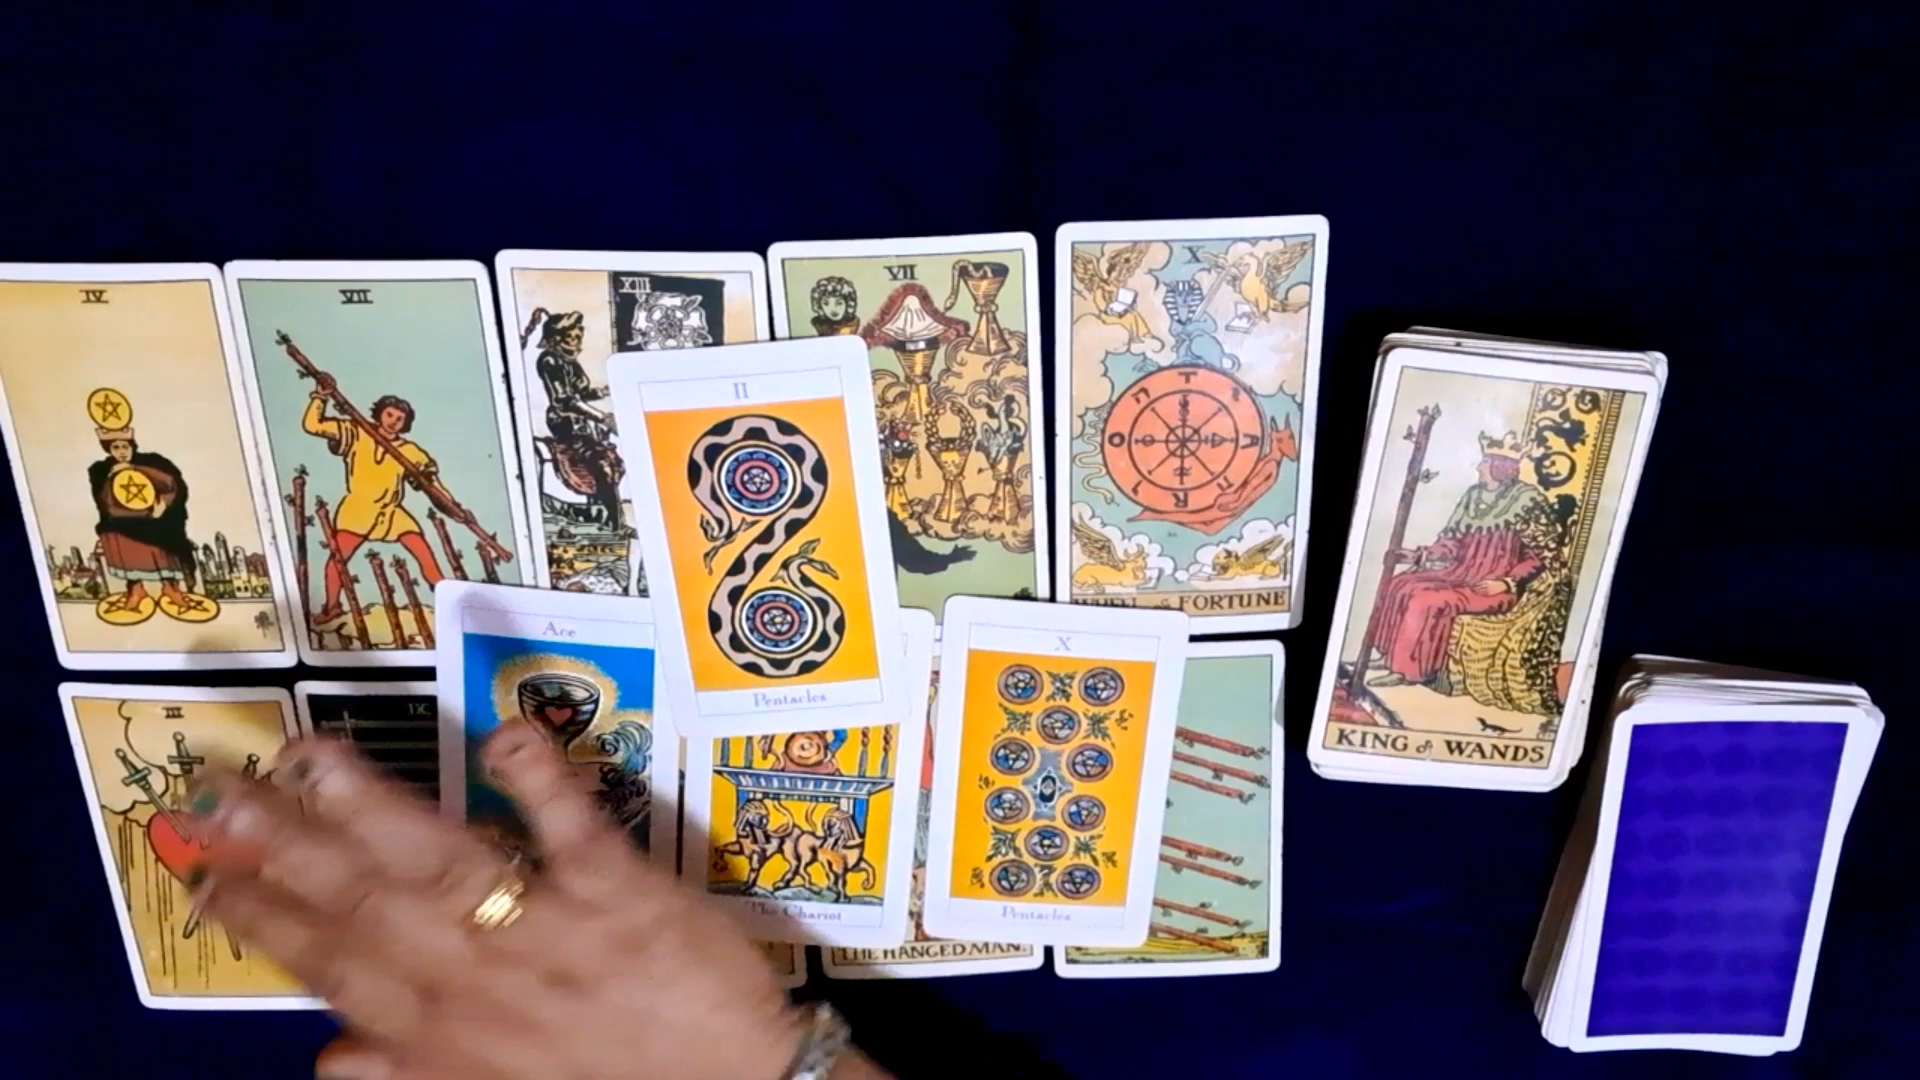 IV
VII
XIII
VII
X
WHEEL of FORTUNE
II
Pentacles
KING of WANDS
III
Ace
The Chariot
X
Pentacles
THE HANGED MAN.